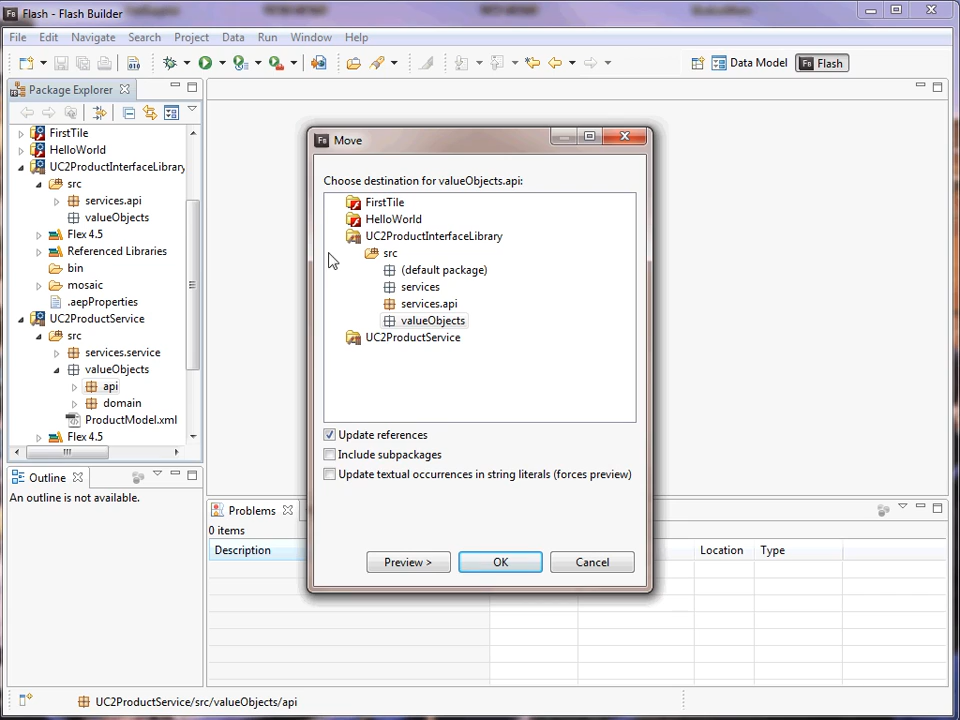 Fb Flash - Flash Builder
File Edit Navigate Search Project Data Run Window Help
Data Model Fb Flash
Package Explorer
FirstTile
HelloWorld
UC2ProductInterfaceLibrary
src
services.api
valueObjects
Flex 4.5
Referenced Libraries
bin
mosaic
.aepProperties
UC2ProductService
src
services.service
valueObjects
api
domain
ProductModel.xml
Flex 4.5
Outline
An outline is not available.
Fb Move
Choose destination for valueObjects.api:
FirstTile
HelloWorld
UC2ProductInterfaceLibrary
src
(default package)
services
services.api
valueObjects
UC2ProductService
Update references
Include subpackages
Update textual occurrences in string literals (forces preview)
Preview > OK Cancel
Problems
0 items
Description Location Type
UC2ProductService/src/valueObjects/api